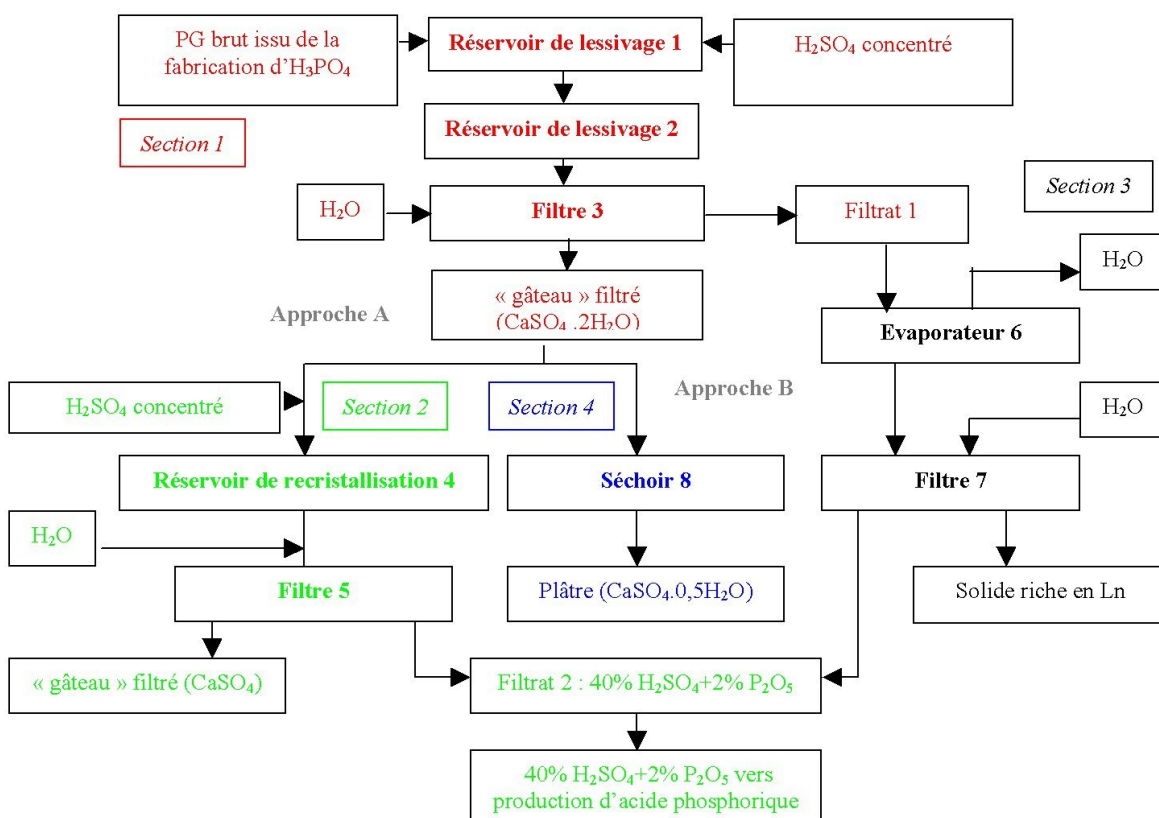 PG brut issu de la
fabrication d'H₃PO₄
Réservoir de lessivage 1
H₂SO₄ concentré
Réservoir de lessivage 2
Section 1
H₂O
Filtre 3
Filtrat 1
Section 3
H₂O
« gâteau » filtré
(CaSO₄ .2H₂O)
Approche A
Evaporateur 6
Approche B
H₂SO₄ concentré
Section 2
Section 4
H₂O
Réservoir de recristallisation 4
Séchoir 8
Filtre 7
H₂O
Filtre 5
Plâtre (CaSO₄.0,5H₂O)
Solide riche en Ln
« gâteau » filtré (CaSO₄)
Filtrat 2 : 40% H₂SO₄+2% P₂O₅
40% H₂SO₄+2% P₂O₅ vers
production d'acide phosphorique